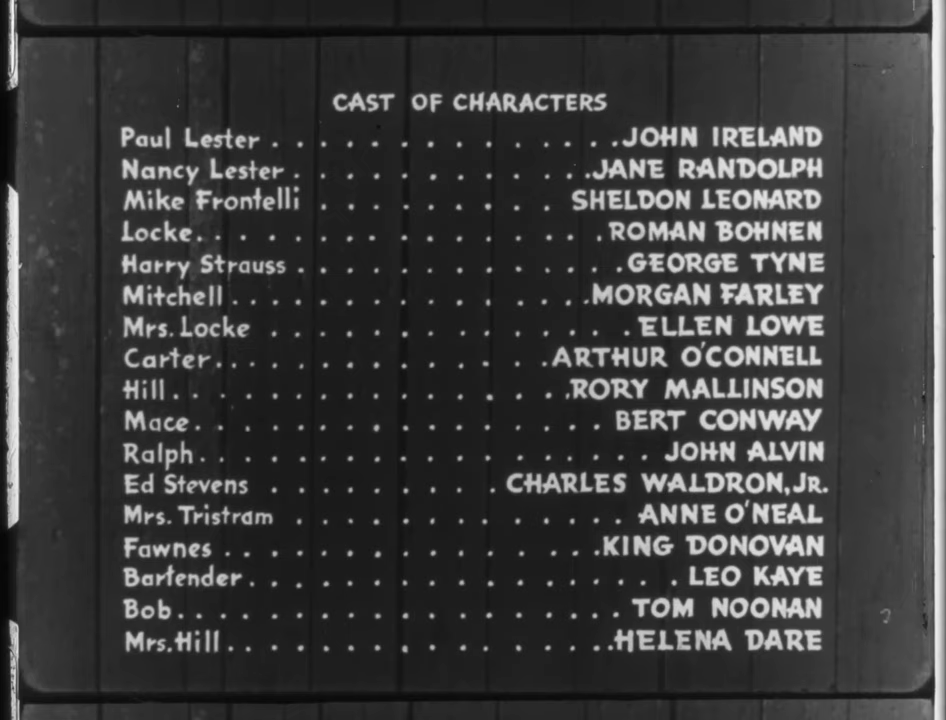 CAST OF CHARACTERS
Paul Lester . . . . . . . . . . . . . . .JOHN IRELAND
Nancy Lester . . . . . . . . . . . . .JANE RANDOLPH
Mike Frontelli . . . . . . . . . . SHELDON LEONARD
Locke. . . . . . . . . . . . . . . . .ROMAN BOHNEN
Harry Strauss . . . . . . . . . . . . . .GEORGE TYNE
Mitchell . . . . . . . . . . . . . . . .MORGAN FARLEY
Mrs. Locke . . . . . . . . . . . . . . . ELLEN LOWE
Carter. . . . . . . . . . . . . . .ARTHUR O'CONNELL
Hill . . . . . . . . . . . . . . . . .RORY MALLINSON
Mace. . . . . . . . . . . . . . . . . BERT CONWAY
Ralph . . . . . . . . . . . . . . . . . . JOHN ALVIN
Ed Stevens . . . . . . . . . CHARLES WALDRON, JR.
Mrs. Tristram . . . . . . . . . . . . . ANNE O'NEAL
Fawnes . . . . . . . . . . . . . . . .KING DONOVAN
Bartender . . . . . . . . . . . . . . . . . LEO KAYE
Bob. . . . . . . . . . . . . . . . . . TOM NOONAN
Mrs. Hill . . . . . . . . . . . . . . . . .HELENA DARE